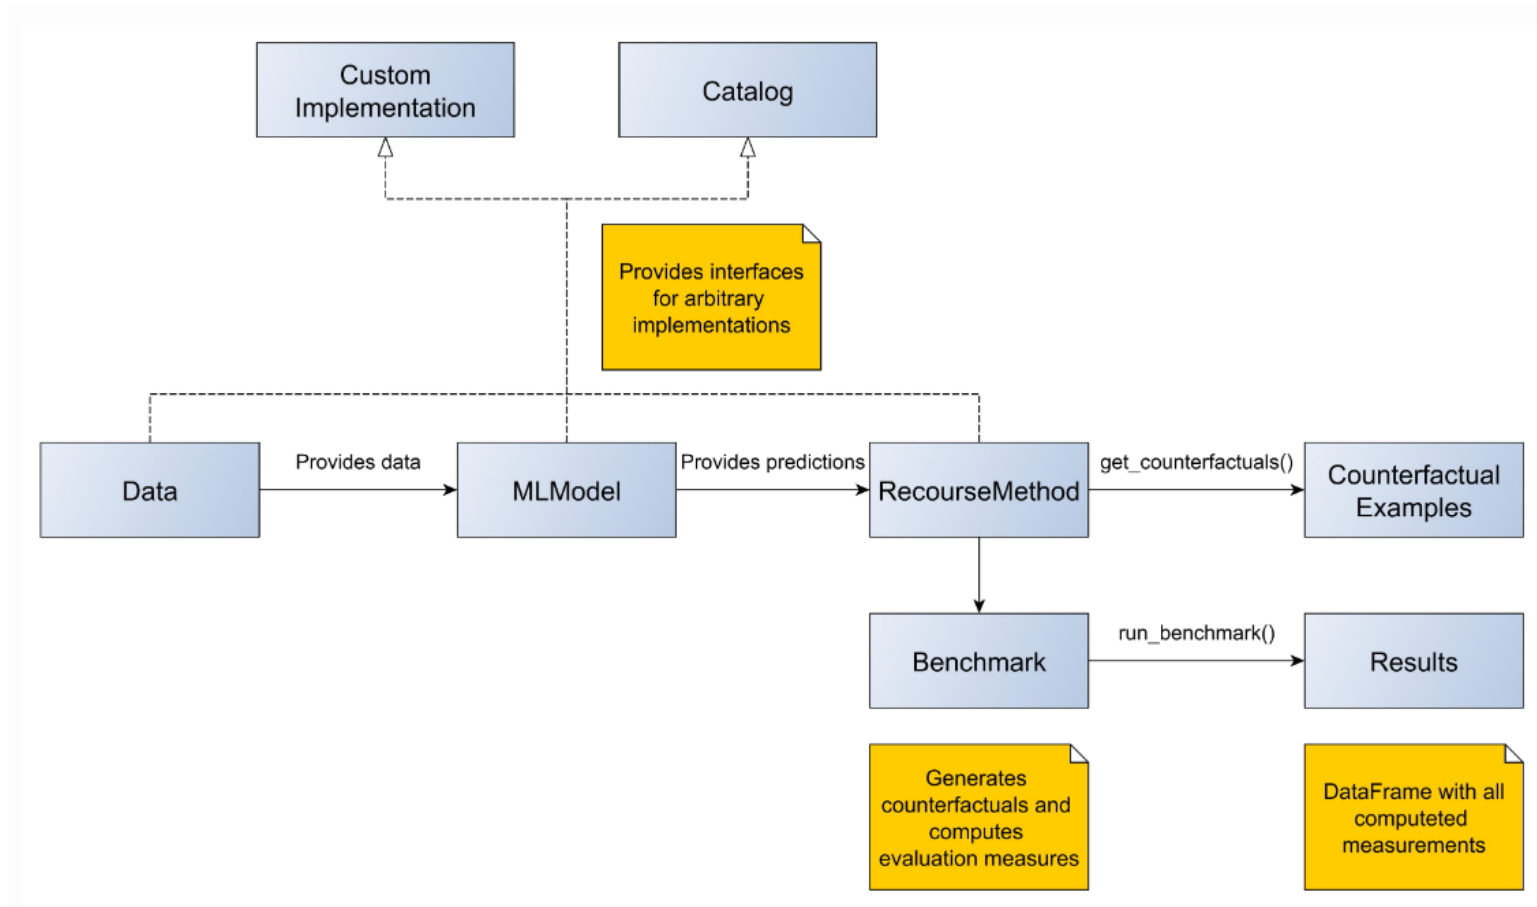 Custom
Implementation
Catalog
Provides interfaces
for arbitrary
implementations
Data
Provides data
MLModel
Provides predictions
RecourseMethod
get_counterfactuals()
Counterfactual
Examples
Benchmark
run_benchmark()
Results
Generates
counterfactuals and
computes
evaluation measures
DataFrame with all
computeted
measurements